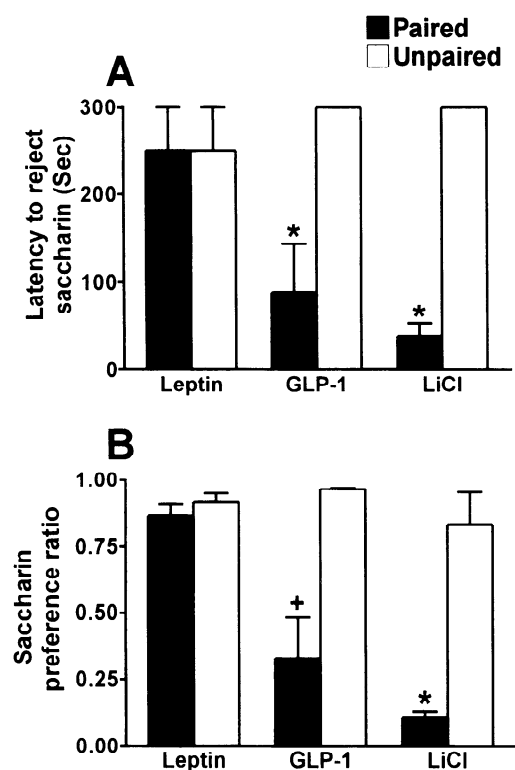 Paired
Unpaired
A
Latency to reject
saccharin (Sec)
300
200
100
0
*
*
Leptin GLP-1 LiCl
B
Saccharin
preference ratio
1.00
0.75
0.50
0.25
0.00
+
*
Leptin GLP-1 LiCl